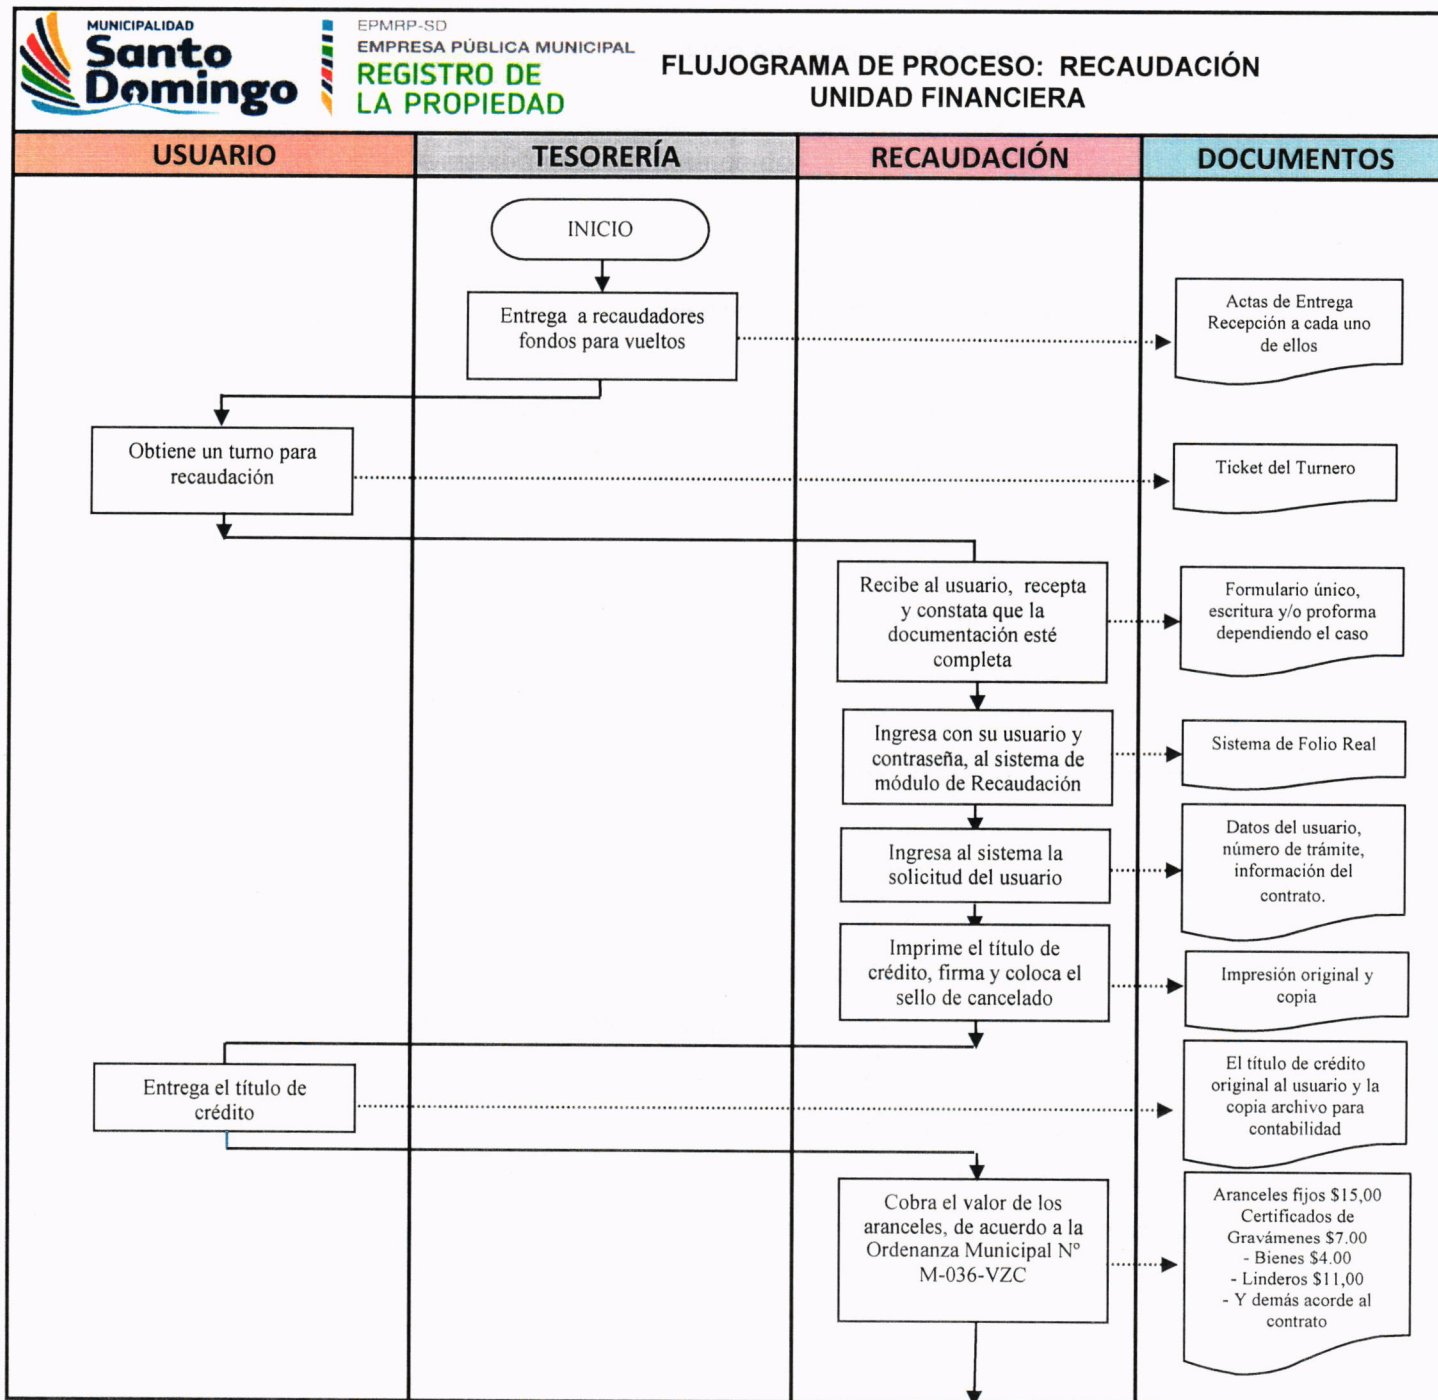 MUNICIPALIDAD
Santo
Domingo
EPMRP-SD
EMPRESA PÚBLICA MUNICIPAL
REGISTRO DE
LA PROPIEDAD
FLUJOGRAMA DE PROCESO: RECAUDACIÓN
UNIDAD FINANCIERA
USUARIO
TESORERÍA
RECAUDACIÓN
DOCUMENTOS
INICIO
Entrega a recaudadores
fondos para vueltos
Actas de Entrega
Recepción a cada uno
de ellos
Obtiene un turno para
recaudación
Ticket del Turnero
Recibe al usuario, recepta
y constata que la
documentación esté
completa
Formulario único,
escritura y/o proforma
dependiendo el caso
Ingresa con su usuario y
contraseña, al sistema de
módulo de Recaudación
Sistema de Folio Real
Ingresa al sistema la
solicitud del usuario
Datos del usuario,
número de trámite,
información del
contrato.
Imprime el título de
crédito, firma y coloca el
sello de cancelado
Impresión original y
copia
Entrega el título de
crédito
El título de crédito
original al usuario y la
copia archivo para
contabilidad
Cobra el valor de los
aranceles, de acuerdo a la
Ordenanza Municipal Nº
M-036-VZC
Aranceles fijos $15,00
Certificados de
Gravámenes $7.00
- Bienes $4.00
- Linderos $11,00
- Y demás acorde al
contrato